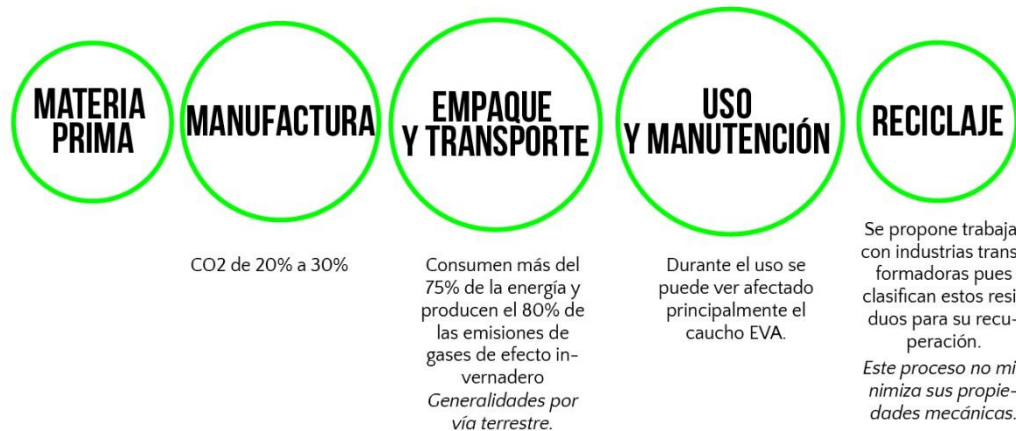 MATERIA
PRIMA
MANUFACTURA
EMPAQUE
Y TRANSPORTE
USO
Y MANUTENCIÓN
RECICLAJE
CO2 de 20% a 30%
Consumen más del
75% de la energía y
producen el 80% de
las emisiones de
gases de efecto in-
vernadero
Generalidades por
vía terrestre.
Durante el uso se
puede ver afectado
principalmente el
caucho EVA.
Se propone trabaja
con industrias trans
formadoras pues
clasifican estos resi
duos para su recu-
peración.
Este proceso no mi
nimiza sus propie-
dades mecánicas.